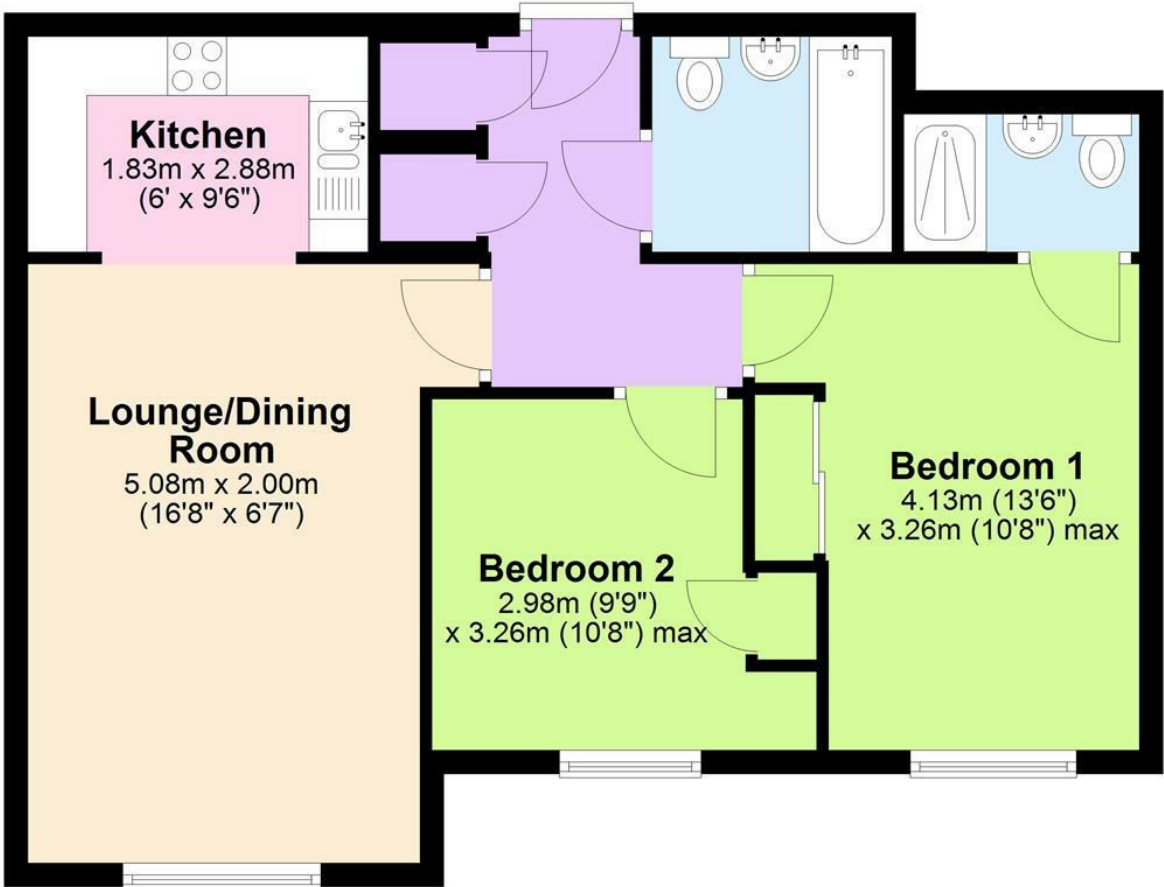 Kitchen
1.83m x 2.88m
(6' x 9'6")
Lounge/Dining
Room
5.08m x 2.00m
(16'8" x 6'7")
Bedroom 2
2.98m (9'9")
x 3.26m (10'8") max
Bedroom 1
4.13m (13'6")
x 3.26m (10'8") max